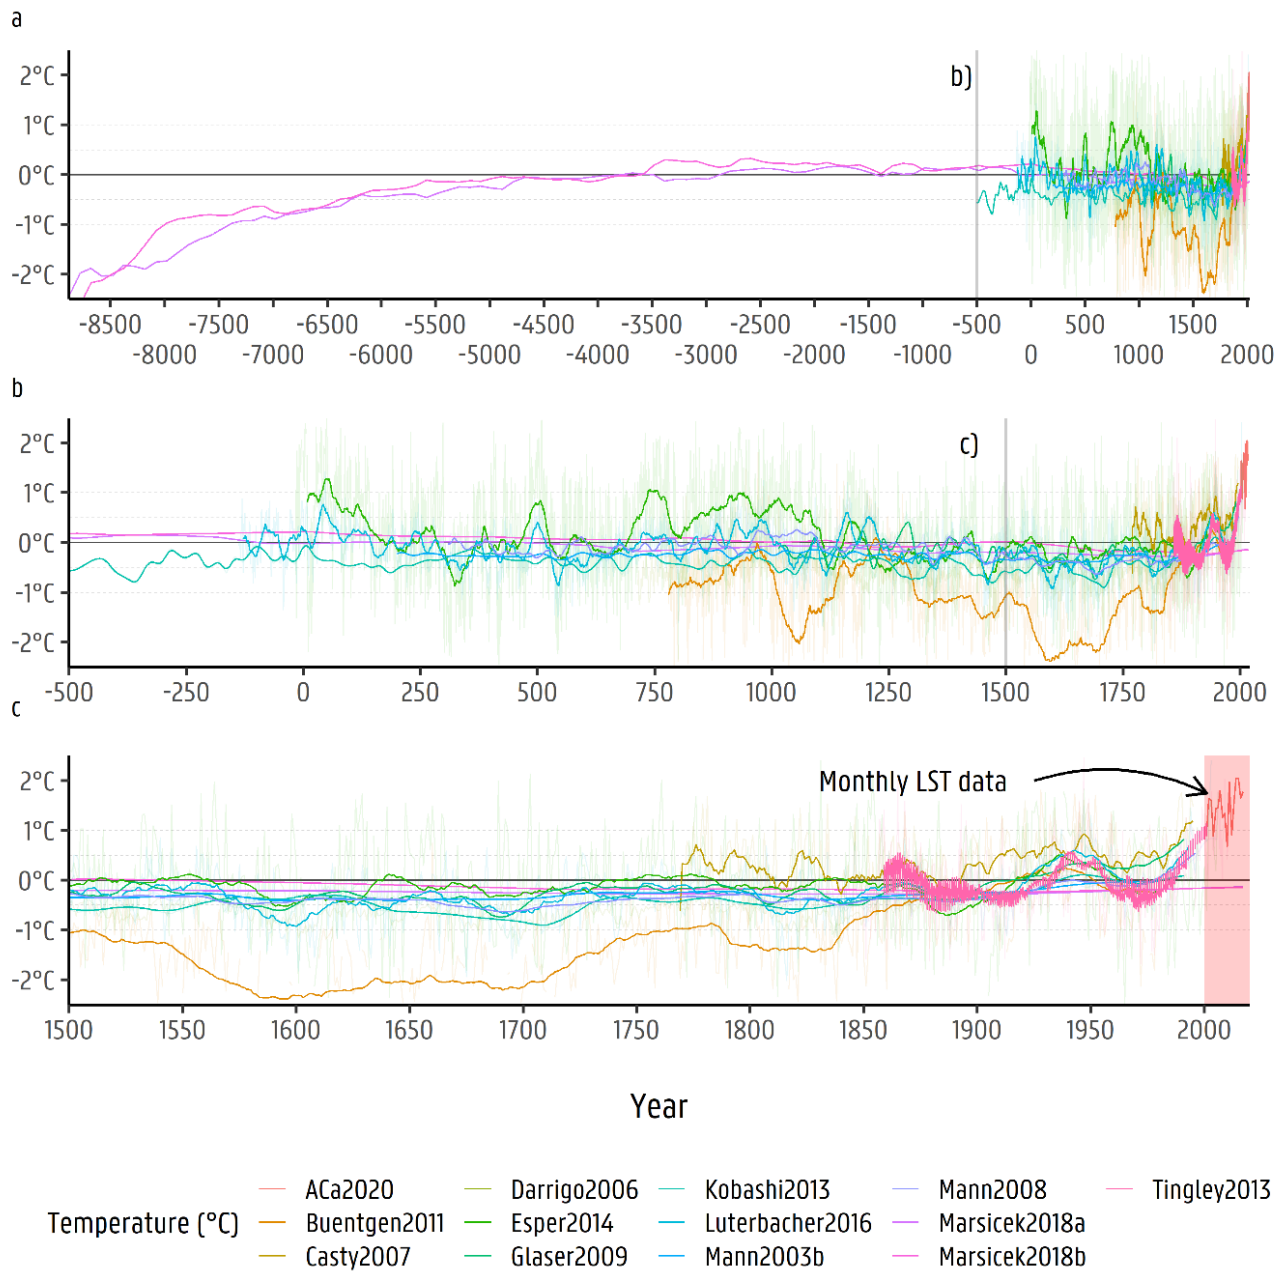 a
2°C
1°C
0°C
-1°C
-2°C
b)
-8500 -7500 -6500 -5500 -4500 -3500 -2500 -1500 -500 500 1500
-8000 -7000 -6000 -5000 -4000 -3000 -2000 -1000 0 1000 2000
b
2°C
1°C
0°C
-1°C
-2°C
c)
-500 -250 0 250 500 750 1000 1250 1500 1750 2000
c
2°C
1°C
0°C
-1°C
-2°C
Monthly LST data
1500 1550 1600 1650 1700 1750 1800 1850 1900 1950 2000
Year
Temperature (°C)
ACa2020 Darrigo2006 Kobashi2013 Mann2008 Tingley2013
Buentgen2011 Esper2014 Luterbacher2016 Marsicek2018a
Casty2007 Glaser2009 Mann2003b Marsicek2018b